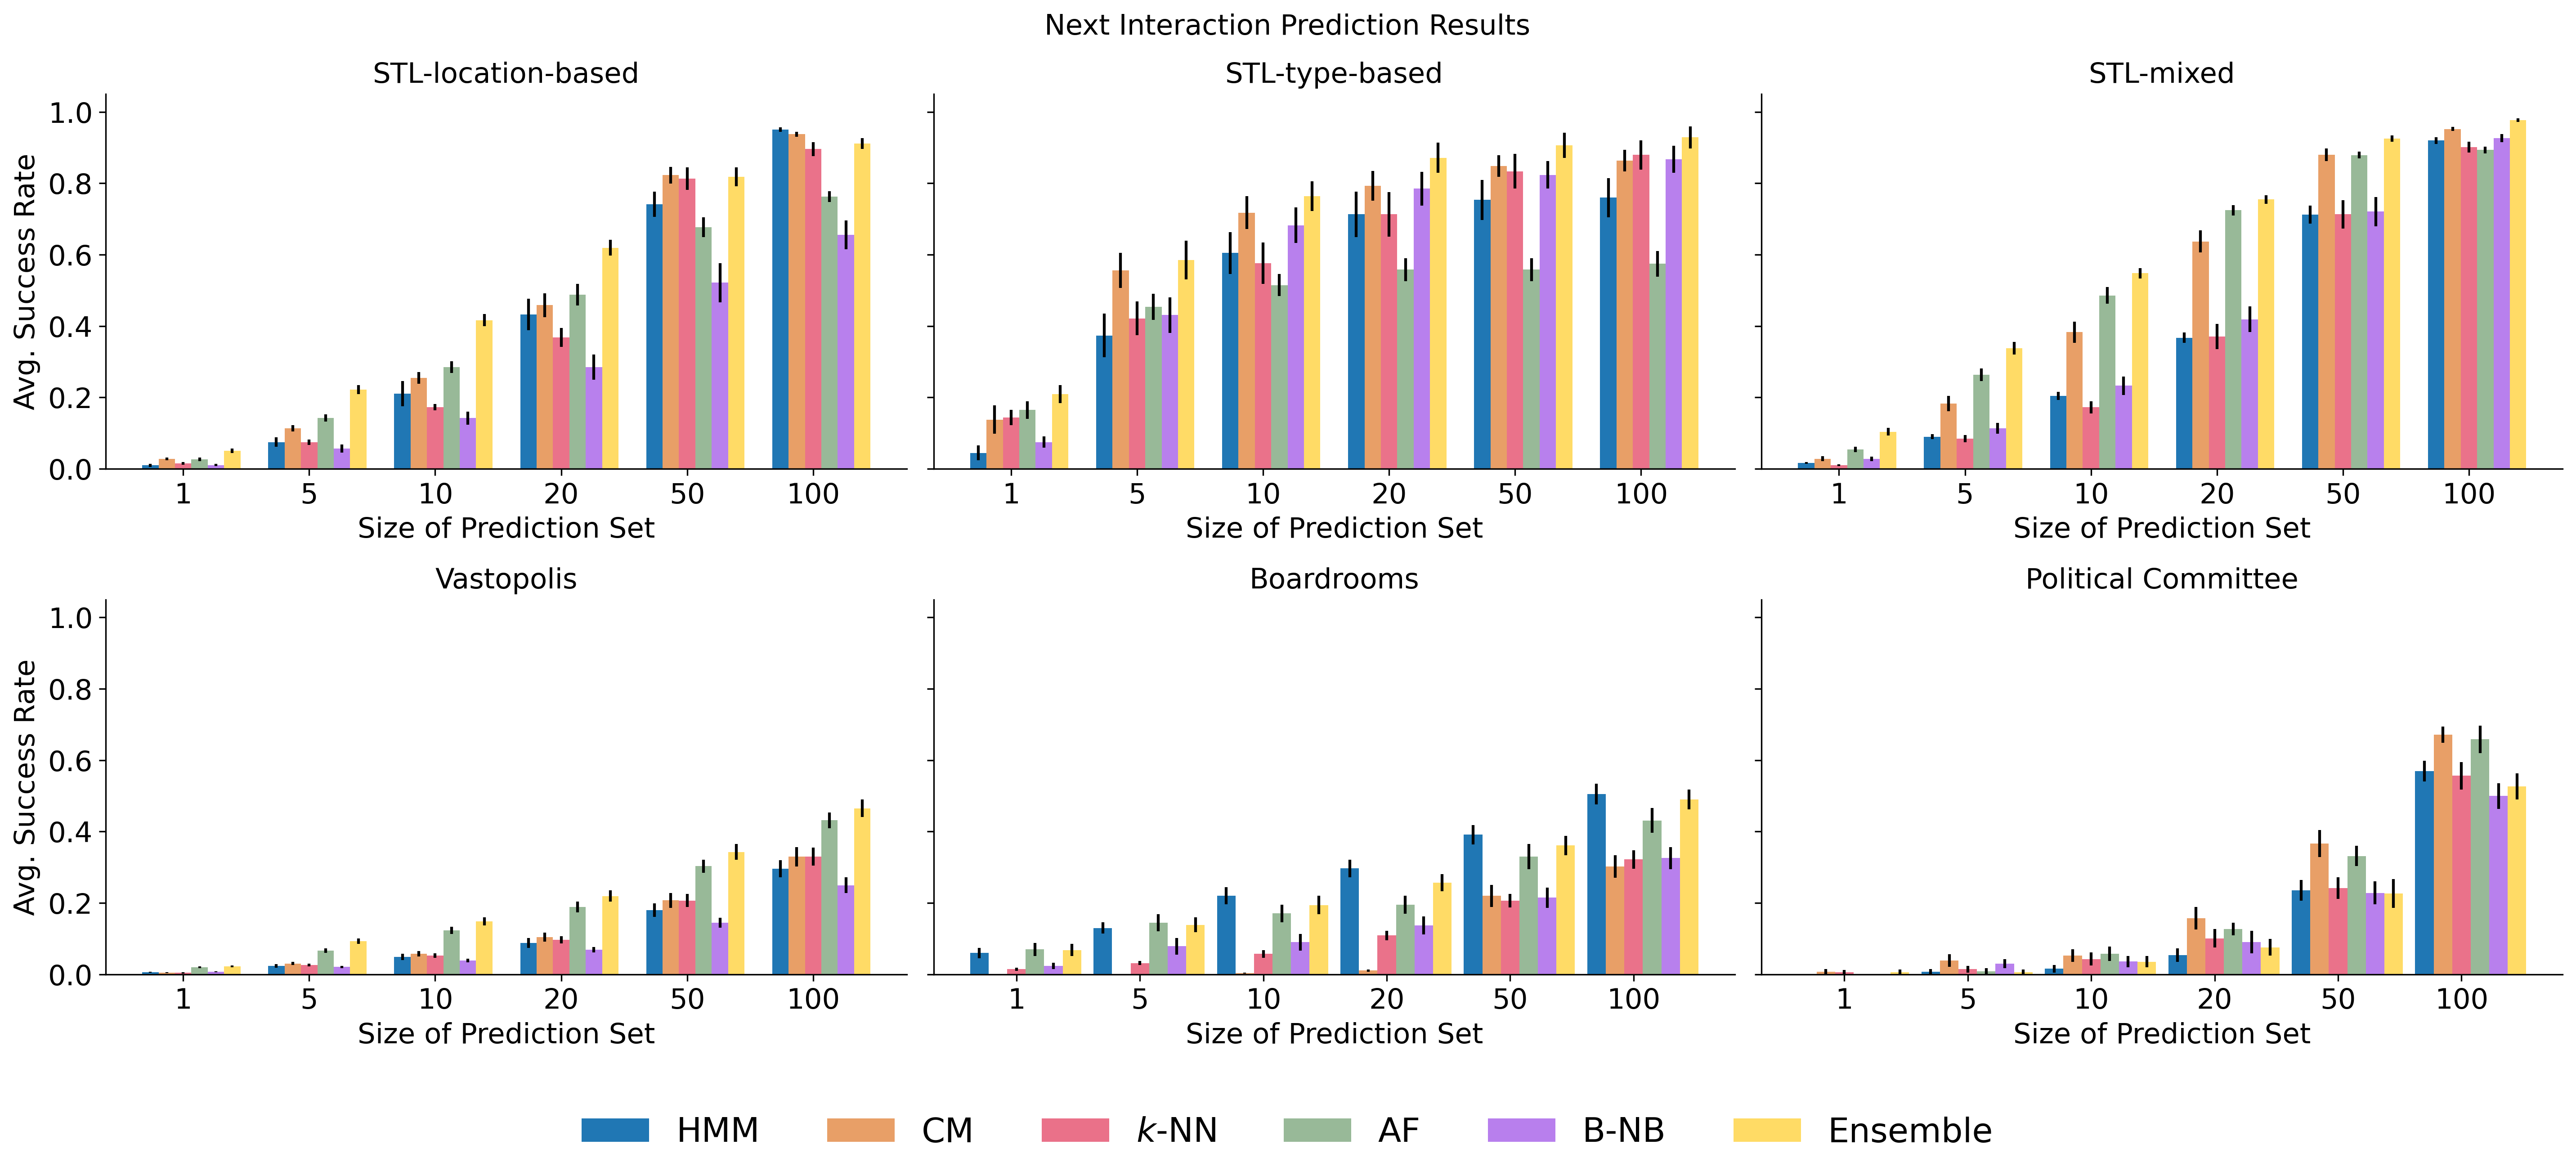 Next Interaction Prediction Results
STL-location-based
STL-type-based
STL-mixed
Avg. Success Rate
1.0
0.8
0.6
0.4
0.2
0.0
1 5 10 20 50 100
1 5 10 20 50 100
1 5 10 20 50 100
Size of Prediction Set
Size of Prediction Set
Size of Prediction Set
Vastopolis
Boardrooms
Political Committee
Avg. Success Rate
1.0
0.8
0.6
0.4
0.2
0.0
1 5 10 20 50 100
1 5 10 20 50 100
1 5 10 20 50 100
Size of Prediction Set
Size of Prediction Set
Size of Prediction Set
HMM CM k-NN AF B-NB Ensemble